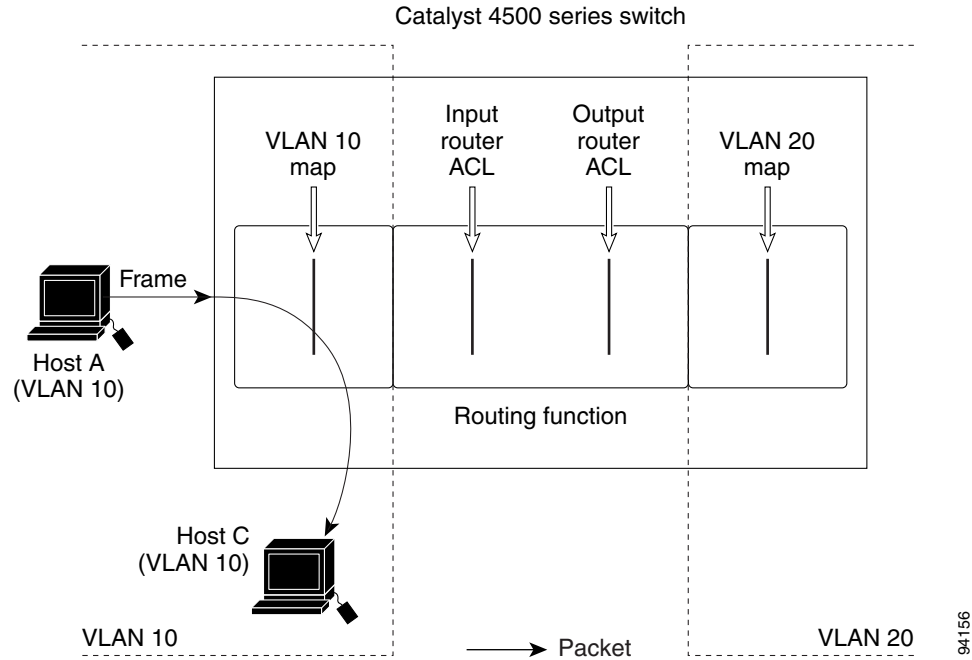 Catalyst 4500 series switch
VLAN 10
map
Input
router
ACL
Output
router
ACL
VLAN 20
map
Frame
Host A
(VLAN 10)
Routing function
Host C
(VLAN 10)
VLAN 10
Packet
VLAN 20
94156